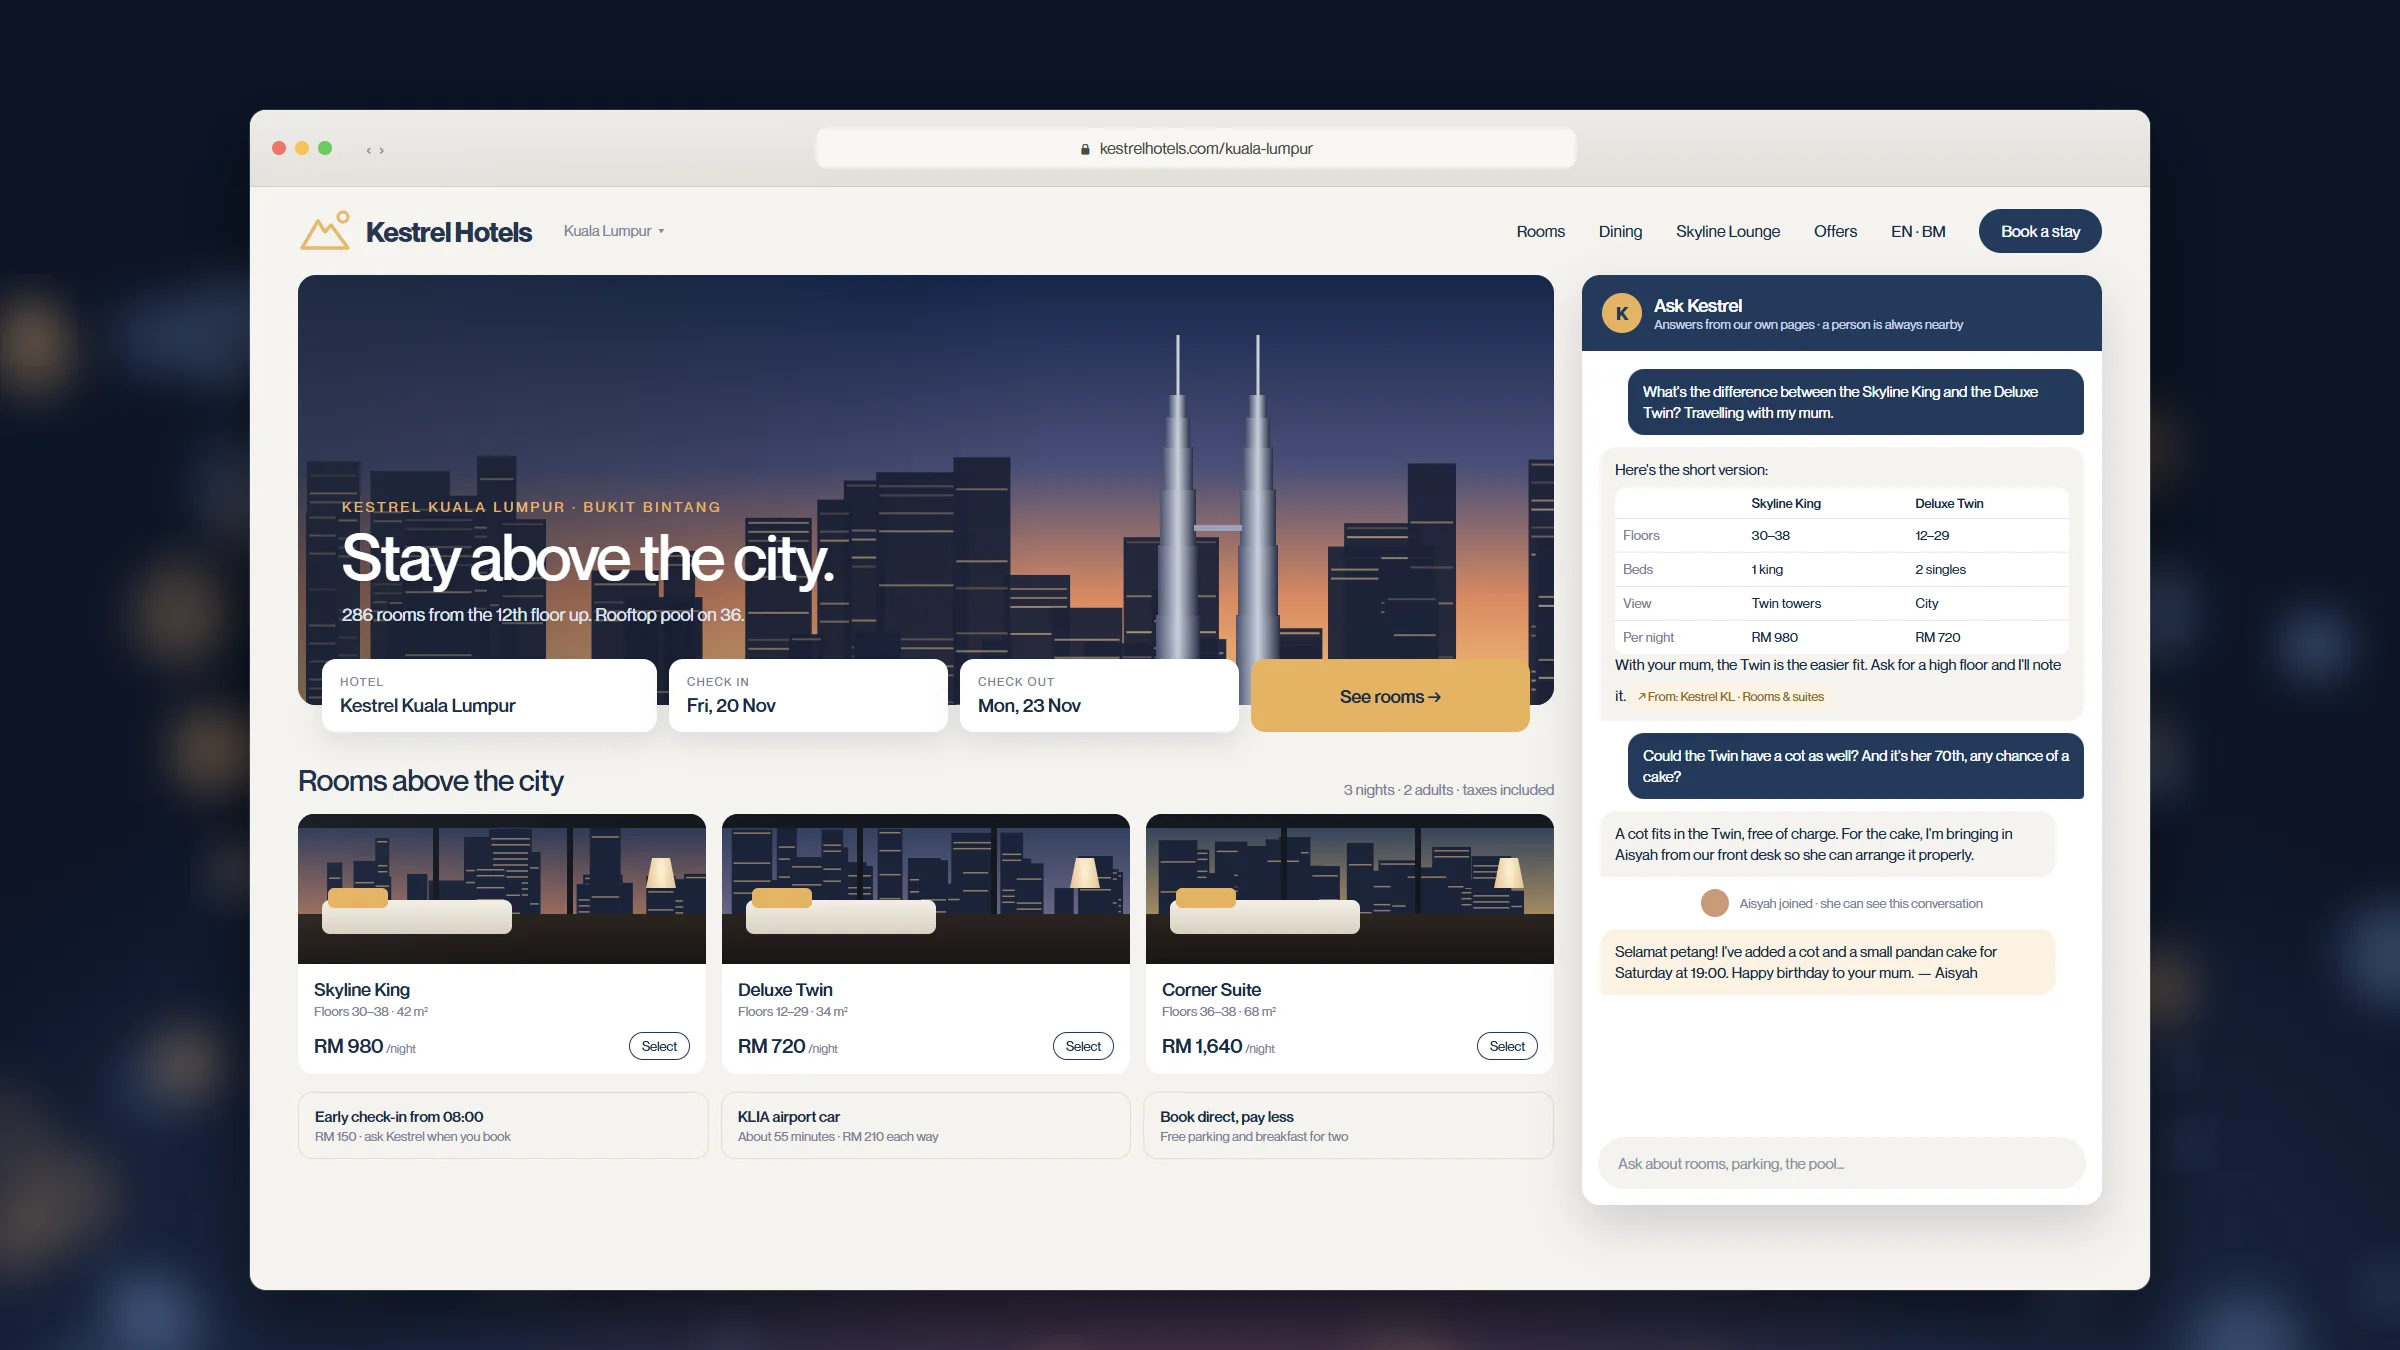 ‹ ›
kestrelhotels.com/kuala-lumpur
Kestrel Hotels
Kuala Lumpur ▾
Rooms
Dining
Skyline Lounge
Offers
EN · BM
Book a stay
KESTREL KUALA LUMPUR · BUKIT BINTANG
Stay above the city.
286 rooms from the 12th floor up. Rooftop pool on 36.
HOTEL
Kestrel Kuala Lumpur
CHECK IN
Fri, 20 Nov
CHECK OUT
Mon, 23 Nov
See rooms →
Rooms above the city
3 nights · 2 adults · taxes included
Skyline King
Floors 30–38 · 42 m²
RM 980 /night
Select
Deluxe Twin
Floors 12–29 · 34 m²
RM 720 /night
Select
Corner Suite
Floors 36–38 · 68 m²
RM 1,640 /night
Select
Early check-in from 08:00
RM 150 · ask Kestrel when you book
KLIA airport car
About 55 minutes · RM 210 each way
Book direct, pay less
Free parking and breakfast for two
K
Ask Kestrel
Answers from our own pages · a person is always nearby
What's the difference between the Skyline King and the Deluxe
Twin? Travelling with my mum.
Here's the short version:
Skyline King Deluxe Twin
Floors 30–38 12–29
Beds 1 king 2 singles
View Twin towers City
Per night RM 980 RM 720
With your mum, the Twin is the easier fit. Ask for a high floor and I'll note
it. ↗ From: Kestrel KL · Rooms & suites
Could the Twin have a cot as well? And it's her 70th, any chance of a
cake?
A cot fits in the Twin, free of charge. For the cake, I'm bringing in
Aisyah from our front desk so she can arrange it properly.
Aisyah joined · she can see this conversation
Selamat petang! I've added a cot and a small pandan cake for
Saturday at 19:00. Happy birthday to your mum. — Aisyah
Ask about rooms, parking, the pool...